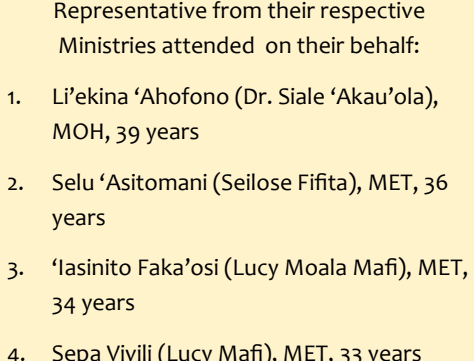 Representative from their respective
Ministries attended on their behalf:
1. Li’ekina ‘Ahofono (Dr. Siale ‘Akau’ola),
MOH, 39 years
2. Selu ‘Asitomani (Seilose Fifita), MET, 36
years
3. ‘Iasinito Faka’osi (Lucy Moala Mafi), MET,
34 years
4. Sepa Vivili (Lucy Mafi), MET, 33 years